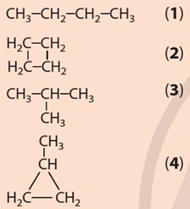 CH₃–CH₂–CH₂–CH₃ (1)
H₂C–CH₂
H₂C–CH₂ (2)
CH₃–CH–CH₃ (3)
CH₃
CH₃
CH
H₂C — CH₂ (4)